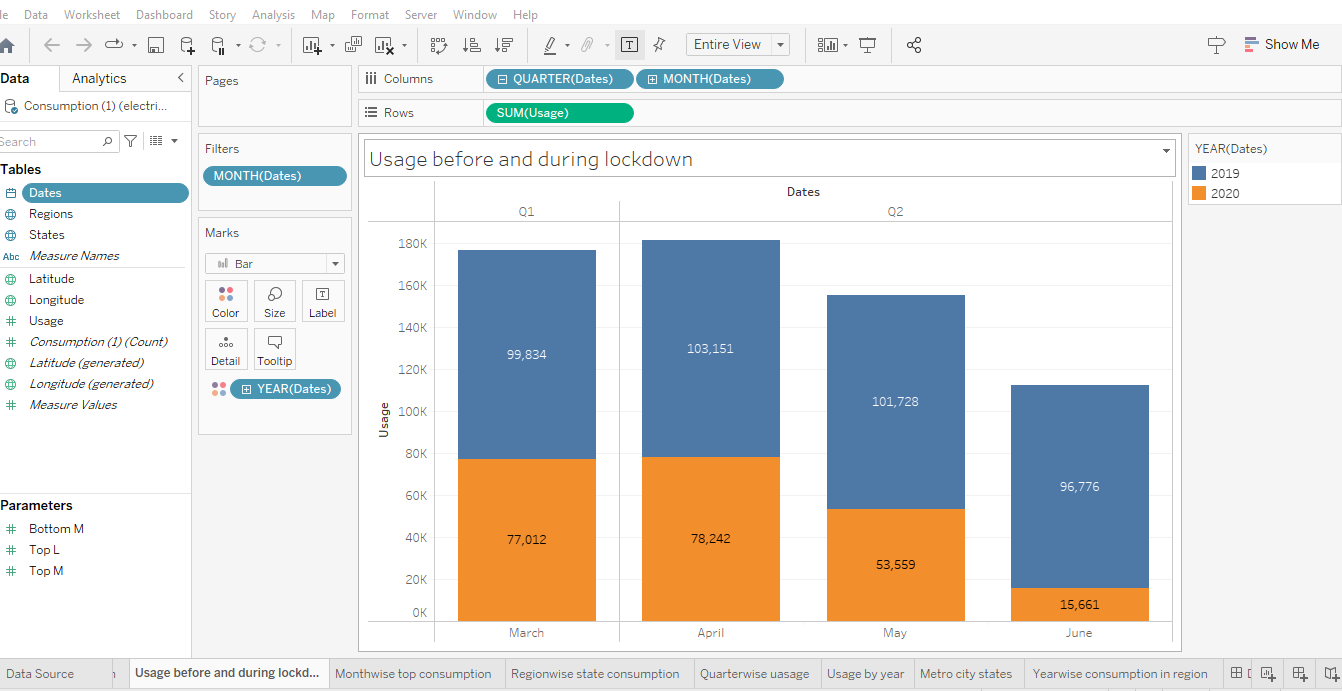 Data Worksheet Dashboard Story Analysis Map Format Server Window Help
Entire View
Show Me
Data
Analytics
Consumption (1) (electri...
Search
Tables
Dates
Regions
States
Abc Measure Names
Latitude
Longitude
Usage
Consumption (1) (Count)
Latitude (generated)
Longitude (generated)
Measure Values
Parameters
Bottom M
Top L
Top M
Pages
Filters
MONTH(Dates)
Marks
Bar
Color Size Label
Detail Tooltip
YEAR(Dates)
Columns QUARTER(Dates) MONTH(Dates)
Rows SUM(Usage)
Usage before and during lockdown
Dates
Q1 Q2
Usage
180K
160K
140K
120K
100K
80K
60K
40K
20K
0K
99,834
103,151
101,728
96,776
77,012
78,242
53,559
15,661
March April May June
YEAR(Dates)
2019
2020
Data Source Usage before and during lockd... Monthwise top consumption Regionwise state consumption Quarterwise uasage Usage by year Metro city states Yearwise consumption in region